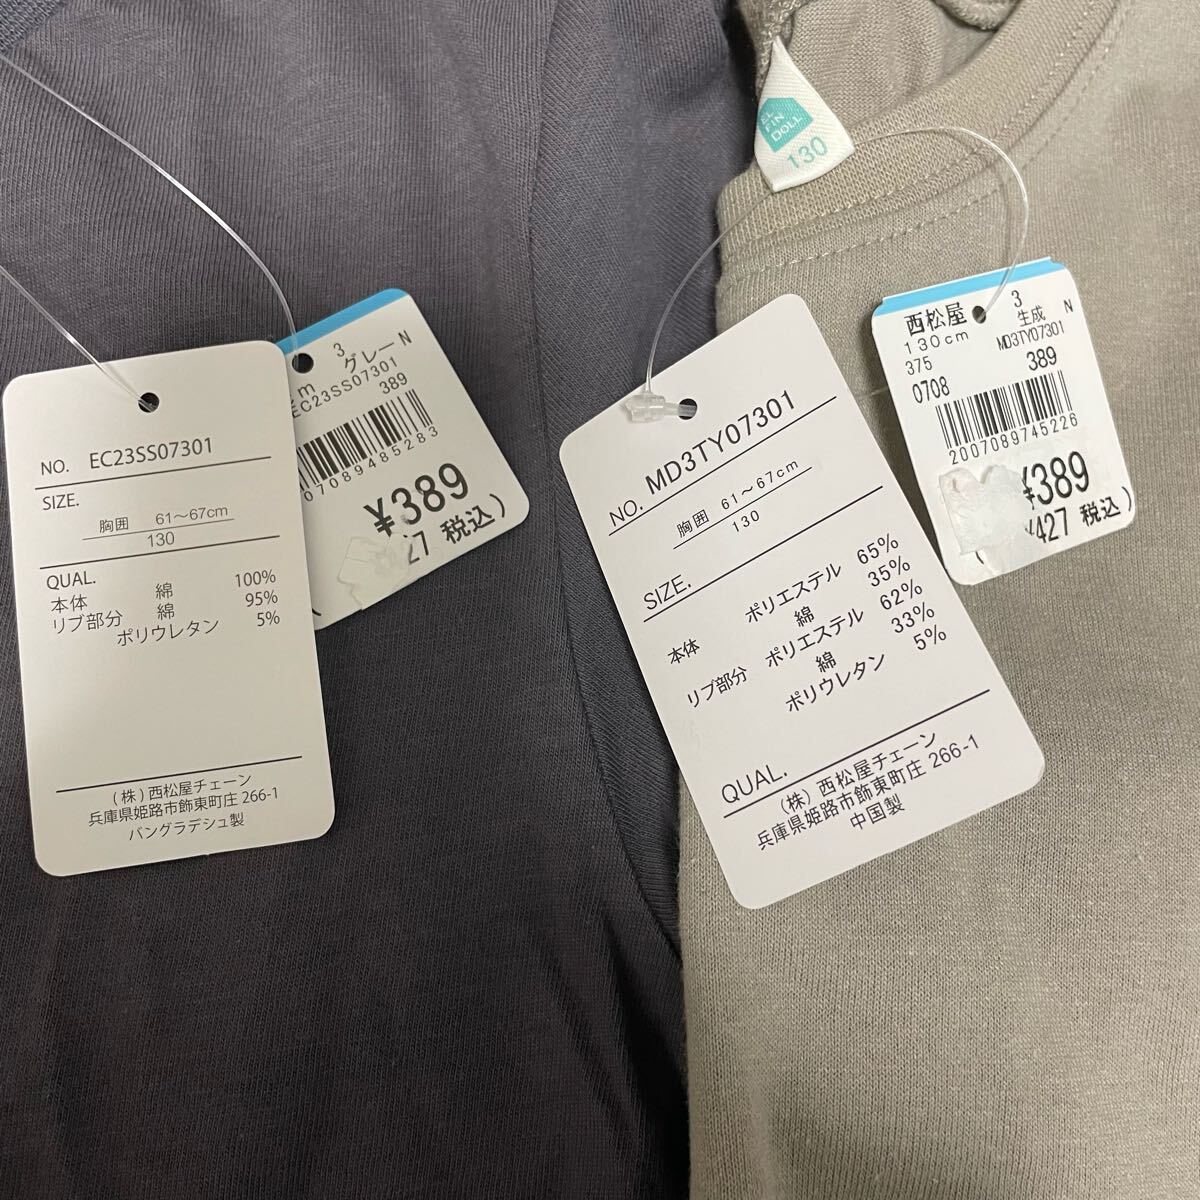 NO. EC23SS07301
SIZE.
胸囲 61〜67cm
130
QUAL.
本体 綿 100%
リブ部分 綿 95%
ポリウレタン 5%
(株)西松屋チェーン
兵庫県姫路市飾東町庄 266-1
バングラデシュ製
3
m グレー N
EC23SS07301
389
07089485283
¥389
27 税込)
EL
FIN
DOLL
130
NO. MD3TY07301
胸囲 61〜67cm
130
SIZE.
本体 ポリエステル 65%
綿 35%
リブ部分 ポリエステル 62%
綿 33%
ポリウレタン 5%
QUAL.
(株)西松屋チェーン
兵庫県姫路市飾東町庄 266-1
中国製
西松屋 3
130cm 生成 N
375 MD3TY07301
0708 389
2007089745226
¥389
¥427 税込)